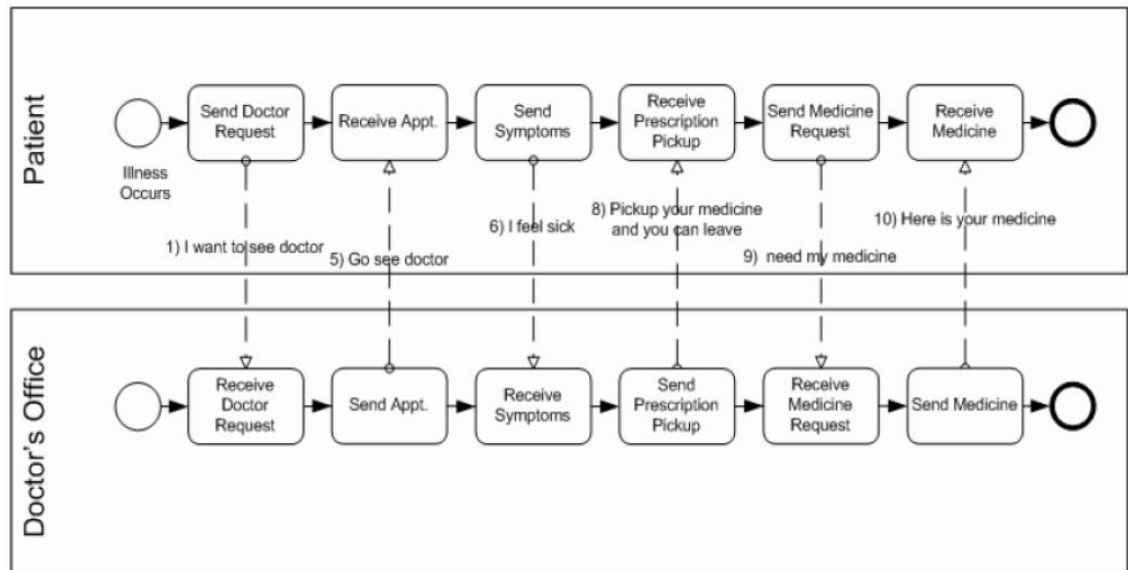 Patient
Send Doctor
Request
Receive Appt.
Send
Symptoms
Receive
Prescription
Pickup
Send Medicine
Request
Receive
Medicine
Illness
Occurs
1) I want to see doctor
5) Go see doctor
6) I feel sick
8) Pickup your medicine
and you can leave
9) need my medicine
10) Here is your medicine
Doctor's Office
Receive
Doctor
Request
Send Appt.
Receive
Symptoms
Send
Prescription
Pickup
Receive
Medicine
Request
Send Medicine